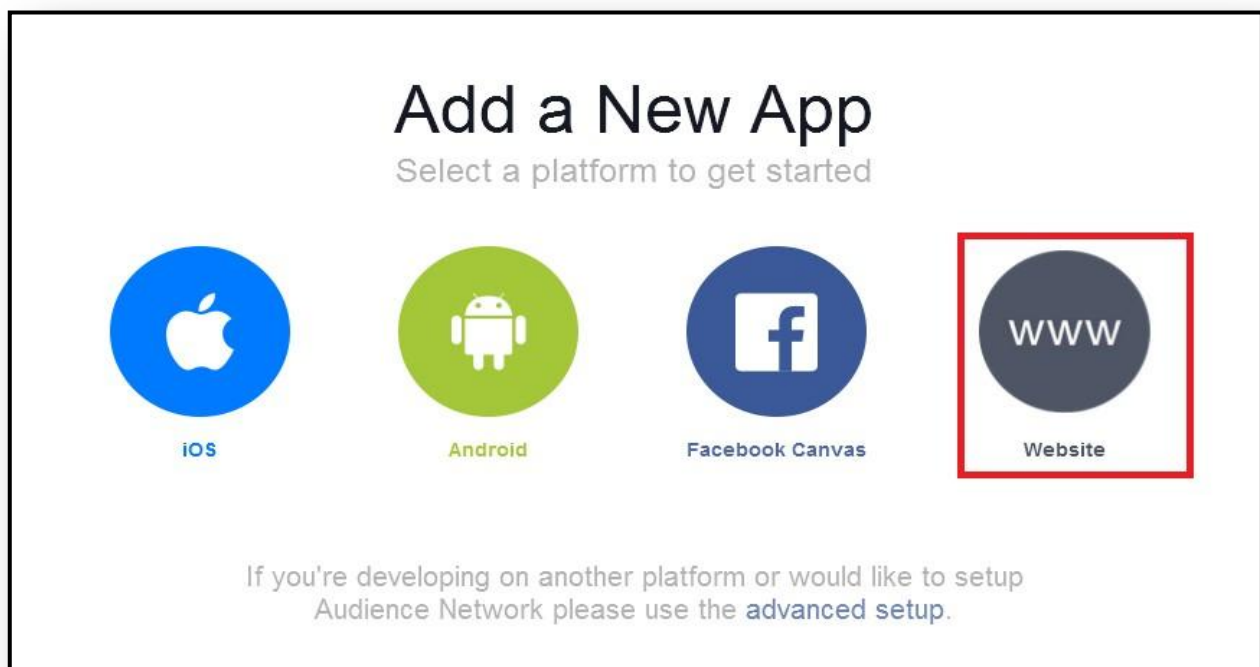 Add a New App
Select a platform to get started
www
iOS
Android
Facebook Canvas
Website
If you're developing on another platform or would like to setup
Audience Network please use the advanced setup.